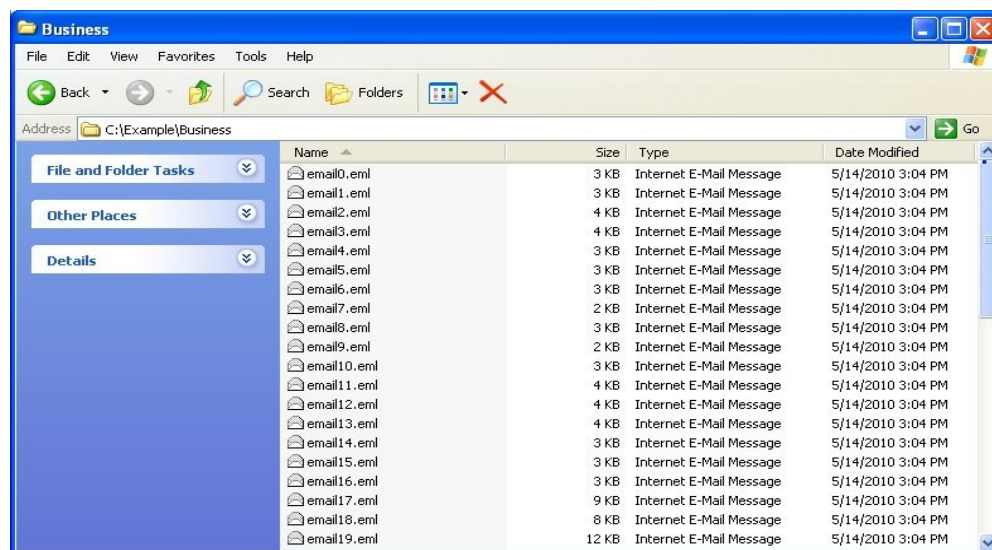 Business
File Edit View Favorites Tools Help
Back Search Folders
Address C:\Example\Business Go
Name Size Type Date Modified
File and Folder Tasks
Other Places
Details
email0.eml 3 KB Internet E-Mail Message 5/14/2010 3:04 PM
email1.eml 3 KB Internet E-Mail Message 5/14/2010 3:04 PM
email2.eml 4 KB Internet E-Mail Message 5/14/2010 3:04 PM
email3.eml 4 KB Internet E-Mail Message 5/14/2010 3:04 PM
email4.eml 3 KB Internet E-Mail Message 5/14/2010 3:04 PM
email5.eml 3 KB Internet E-Mail Message 5/14/2010 3:04 PM
email6.eml 3 KB Internet E-Mail Message 5/14/2010 3:04 PM
email7.eml 2 KB Internet E-Mail Message 5/14/2010 3:04 PM
email8.eml 3 KB Internet E-Mail Message 5/14/2010 3:04 PM
email9.eml 2 KB Internet E-Mail Message 5/14/2010 3:04 PM
email10.eml 3 KB Internet E-Mail Message 5/14/2010 3:04 PM
email11.eml 4 KB Internet E-Mail Message 5/14/2010 3:04 PM
email12.eml 4 KB Internet E-Mail Message 5/14/2010 3:04 PM
email13.eml 4 KB Internet E-Mail Message 5/14/2010 3:04 PM
email14.eml 3 KB Internet E-Mail Message 5/14/2010 3:04 PM
email15.eml 3 KB Internet E-Mail Message 5/14/2010 3:04 PM
email16.eml 3 KB Internet E-Mail Message 5/14/2010 3:04 PM
email17.eml 9 KB Internet E-Mail Message 5/14/2010 3:04 PM
email18.eml 8 KB Internet E-Mail Message 5/14/2010 3:04 PM
email19.eml 12 KB Internet E-Mail Message 5/14/2010 3:04 PM